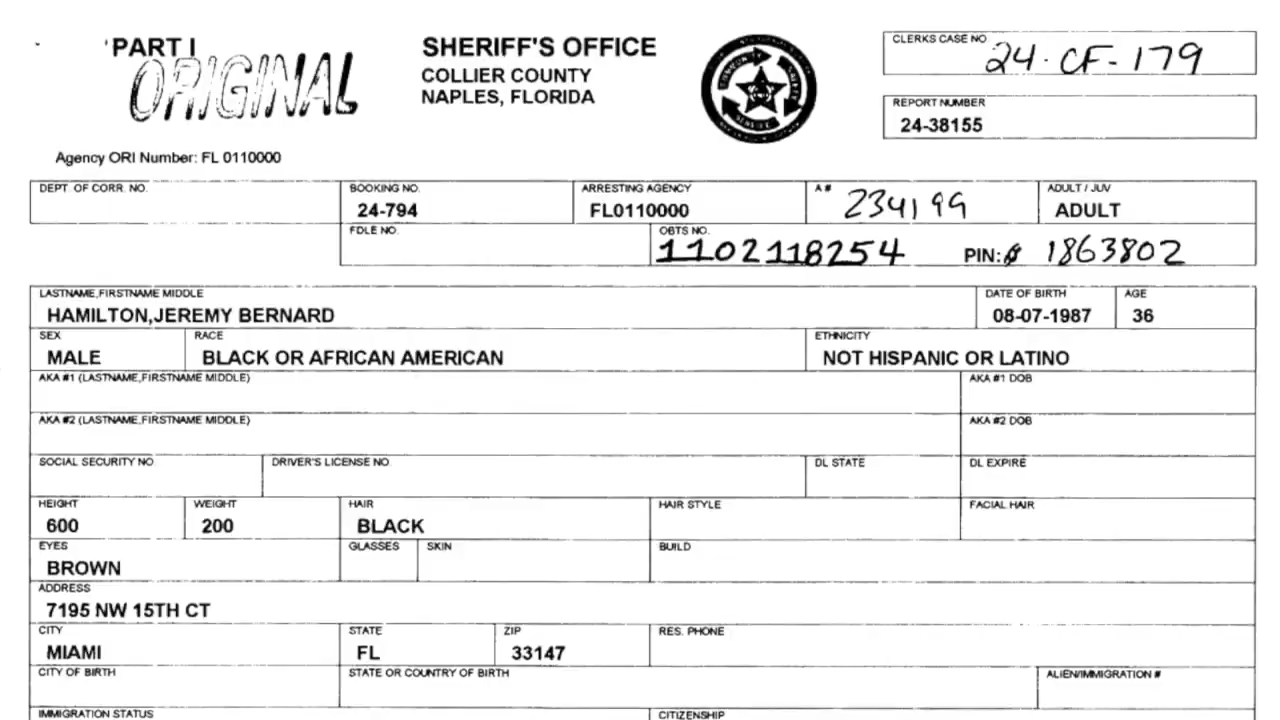 PART I
ORIGINAL
SHERIFF'S OFFICE
COLLIER COUNTY
NAPLES, FLORIDA
CLERKS CASE NO.
24-CF-179
REPORT NUMBER
24-38155
Agency ORI Number: FL 0110000
DEPT. OF CORR. NO.
BOOKING NO.
24-794
ARRESTING AGENCY
FL0110000
A#
234199
ADULT / JUV
ADULT
FDLE NO.
OBTS NO.
1102118254
PIN:# 1863802
LASTNAME,FIRSTNAME MIDDLE
HAMILTON,JEREMY BERNARD
DATE OF BIRTH
08-07-1987
AGE
36
SEX
MALE
RACE
BLACK OR AFRICAN AMERICAN
ETHNICITY
NOT HISPANIC OR LATINO
AKA #1 (LASTNAME,FIRSTNAME MIDDLE)
AKA #1 DOB
AKA #2 (LASTNAME,FIRSTNAME MIDDLE)
AKA #2 DOB
SOCIAL SECURITY NO.
DRIVER'S LICENSE NO.
DL STATE
DL EXPIRE
HEIGHT
600
WEIGHT
200
HAIR
BLACK
HAIR STYLE
FACIAL HAIR
EYES
BROWN
GLASSES
SKIN
BUILD
ADDRESS
7195 NW 15TH CT
CITY
MIAMI
STATE
FL
ZIP
33147
RES. PHONE
CITY OF BIRTH
STATE OR COUNTRY OF BIRTH
ALIEN/IMMIGRATION #
IMMIGRATION STATUS
CITIZENSHIP